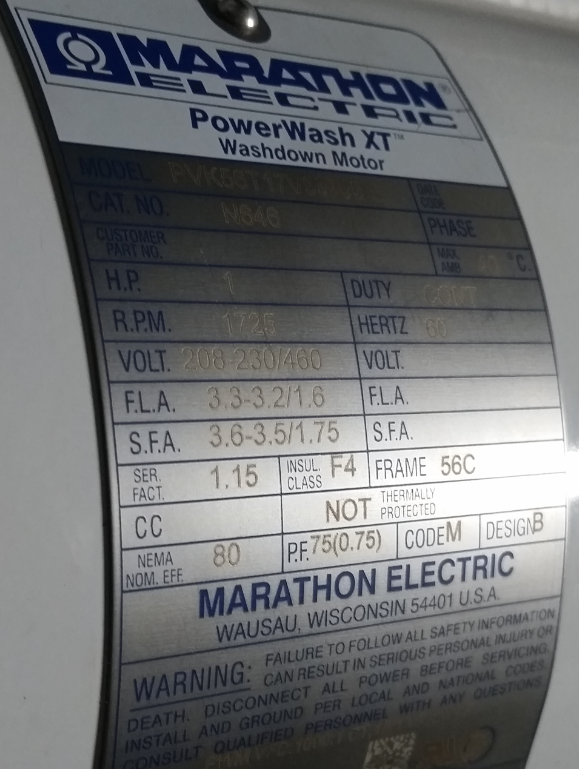 MARATHON®
ELECTRIC
PowerWash XT™
Washdown Motor
MODEL
DATE CODE
CAT. NO. N646
PHASE
CUSTOMER PART NO.
MAX. AMB 40 °C.
H.P. 1 DUTY CONT
R.P.M. 1725 HERTZ 60
VOLT. 208-230/460 VOLT.
F.L.A. 3.3-3.2/1.6 F.L.A.
S.F.A. 3.6-3.5/1.75 S.F.A.
SER. FACT. 1.15 INSUL. CLASS F4 FRAME 56C
CC NOT THERMALLY PROTECTED
NEMA NOM. EFF. 80 P.F. 75(0.75) CODE M DESIGN B
MARATHON ELECTRIC
WAUSAU, WISCONSIN 54401 U.S.A.
WARNING: FAILURE TO FOLLOW ALL SAFETY INFORMATION
CAN RESULT IN SERIOUS PERSONAL INJURY OR
DEATH. DISCONNECT ALL POWER BEFORE SERVICING.
INSTALL AND GROUND PER LOCAL AND NATIONAL CODES.
CONSULT QUALIFIED PERSONNEL WITH ANY QUESTIONS.